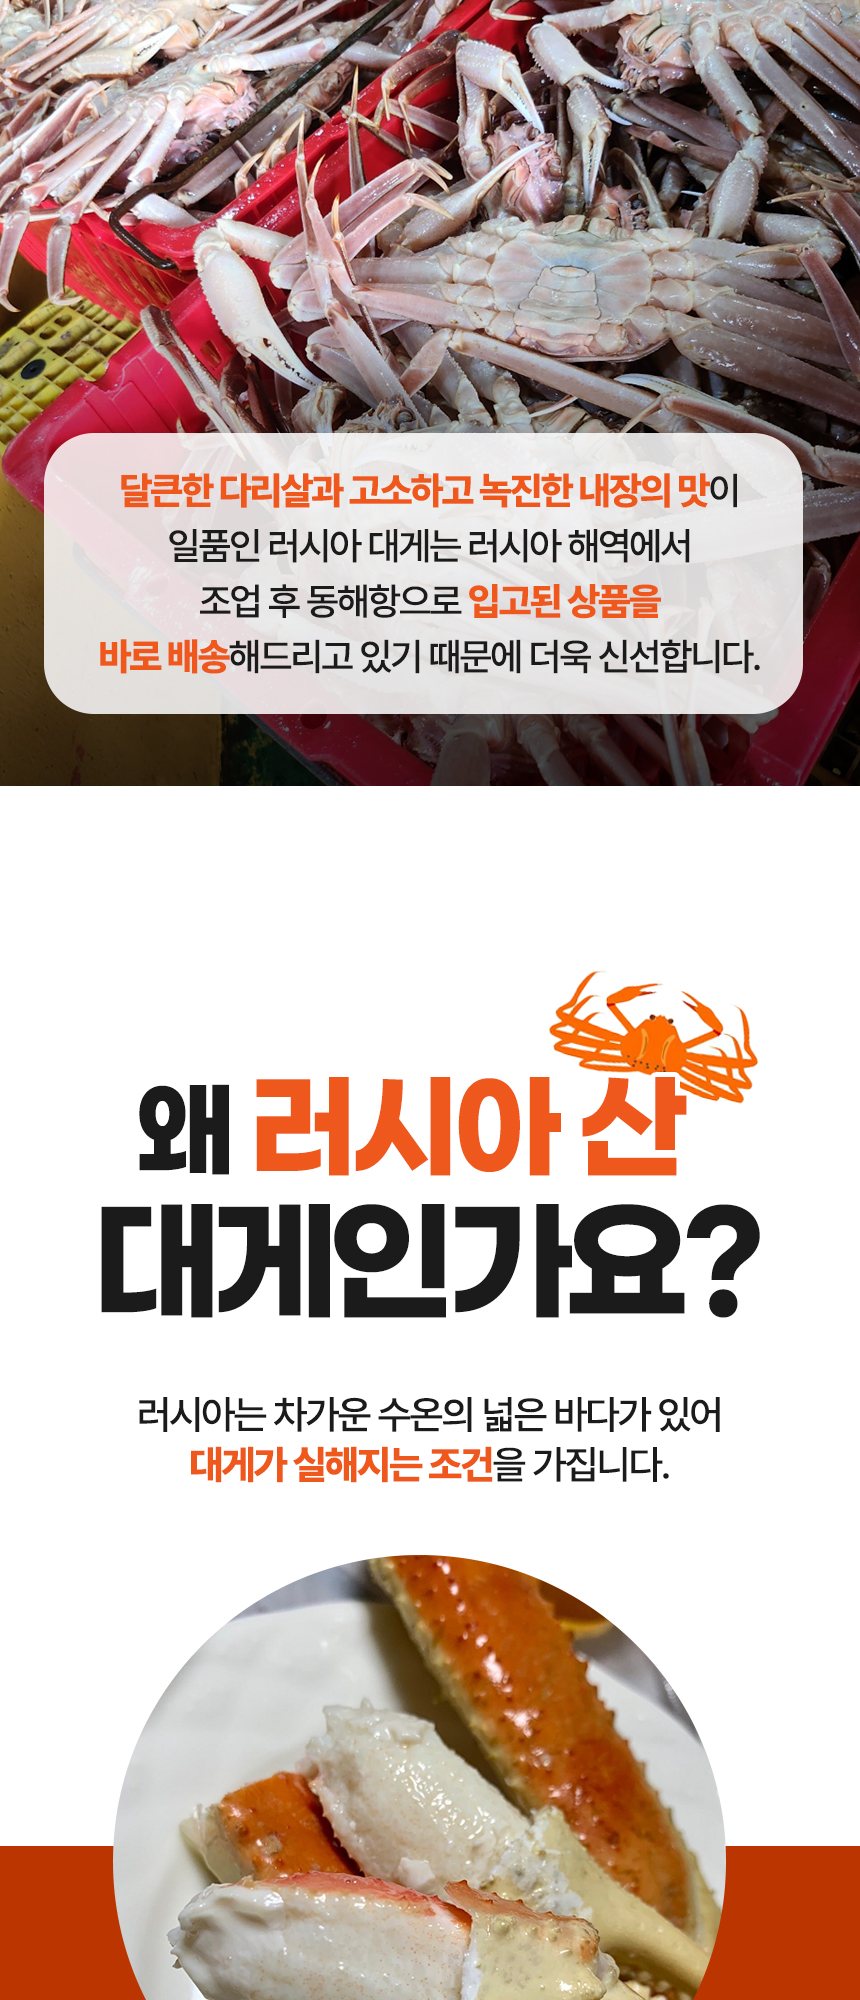 달큰한 다리살과 고소하고 녹진한 내장의 맛이
일품인 러시아 대게는 러시아 해역에서
조업 후 동해항으로 입고된 상품을
바로 배송해드리고 있기 때문에 더욱 신선합니다.
왜 러시아 산
대게인가요?
러시아는 차가운 수온의 넓은 바다가 있어
대게가 실해지는 조건을 가집니다.